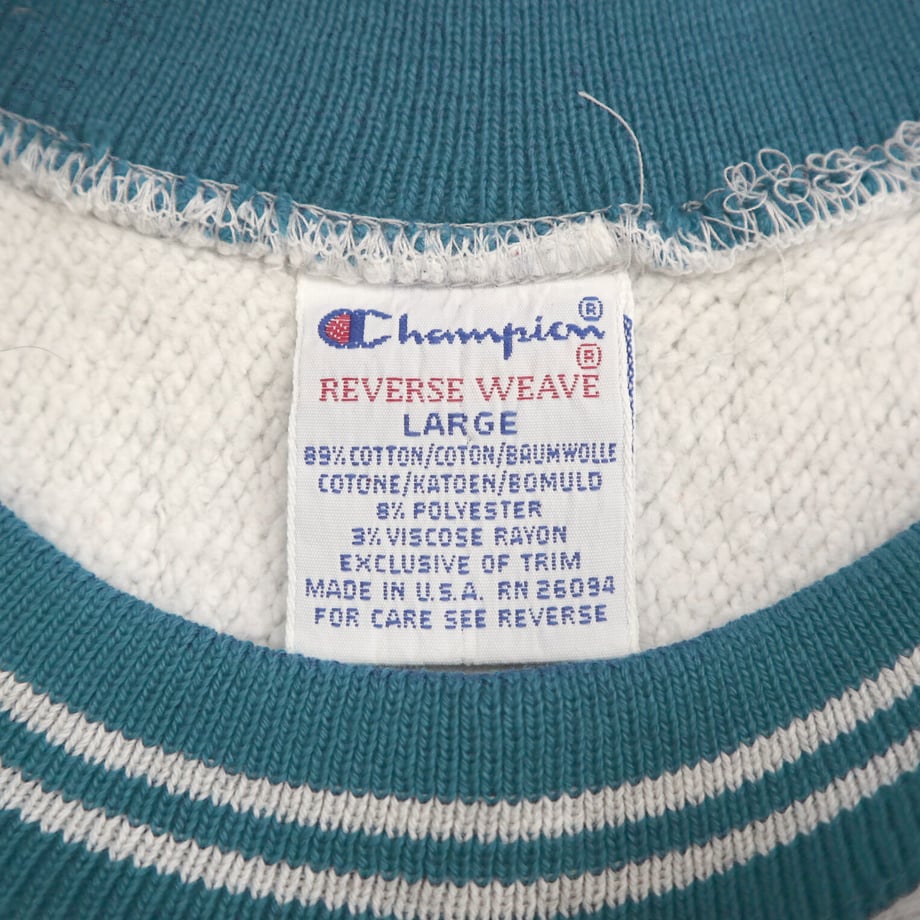 Champion®
REVERSE WEAVE®
LARGE
89% COTTON/COTON/BAUMWOLLE
COTONE/KATOEN/BOMULD
8% POLYESTER
3% VISCOSE RAYON
EXCLUSIVE OF TRIM
MADE IN U.S.A. RN 26094
FOR CARE SEE REVERSE